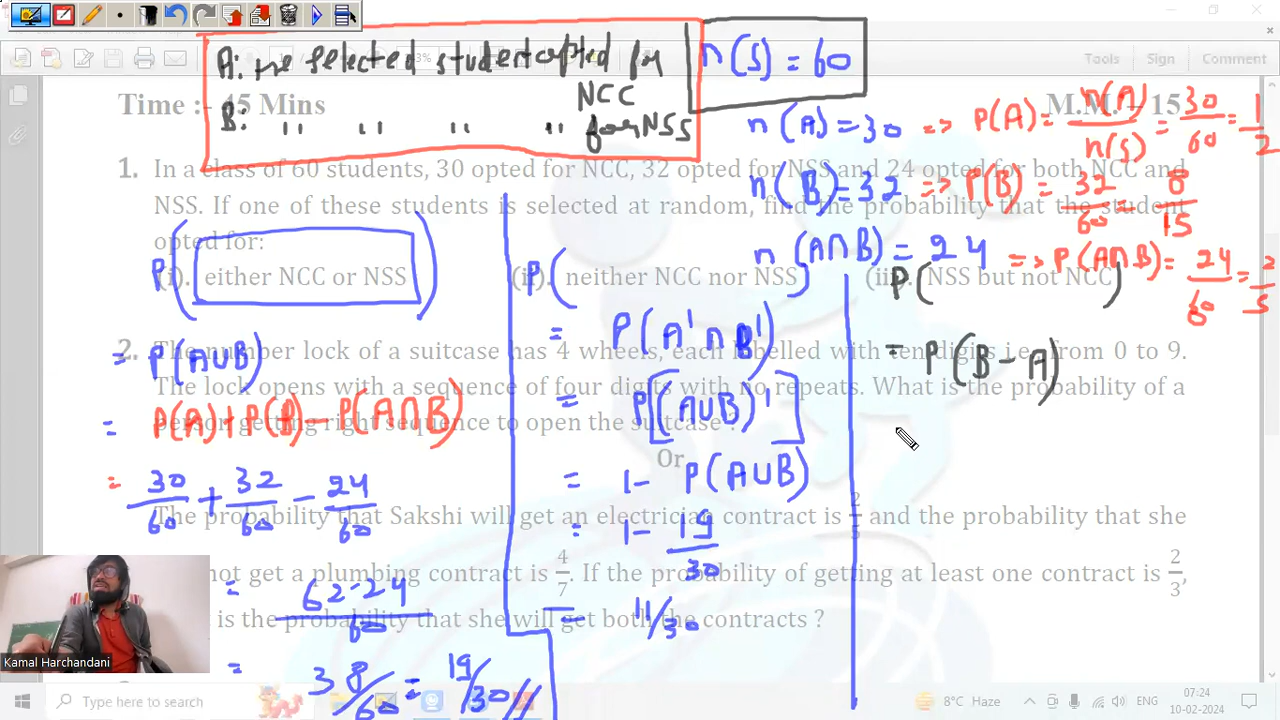 A: the selected student opted for
NCC
B: ,, ,, ,, ,, for NSS
n(S) = 60
n(A) = 30 => P(A) = n(A)/n(S) = 30/60 = 1/2
n(B) = 32 => P(B) = 32/60 = 8/15
n(A∩B) = 24 => P(A∩B) = 24/60 = 2/5
Tools Sign Comment
Time :- 45 Mins M.M. – 15
1. In a class of 60 students, 30 opted for NCC, 32 opted for NSS and 24 opted for both NCC and
NSS. If one of these students is selected at random, find the probability that the student
opted for:
(i). either NCC or NSS (ii). neither NCC nor NSS (iii). NSS but not NCC
2. The number lock of a suitcase has 4 wheels, each labelled with ten digits i.e. from 0 to 9.
The lock opens with a sequence of four digits with no repeats. What is the probability of a
person getting right sequence to open the suitcase ?
Or
The probability that Sakshi will get an electrician contract is 2/5 and the probability that she
not get a plumbing contract is 4/7. If the probability of getting at least one contract is 2/3,
is the probability that she will get both the contracts ?
P( )
= P(A∪B)
= P(A) + P(B) – P(A∩B)
= 30/60 + 32/60 – 24/60
= 62-24/60
= 38/60 = 19/30 //
P( )
= P(A' ∩ B')
= P[(A∪B)']
= 1- P(A∪B)
= 1- 19/30
= 11/30
P( )
= P(B – A)
Kamal Harchandani
Type here to search
8°C Haze
ENG
07:24
10-02-2024